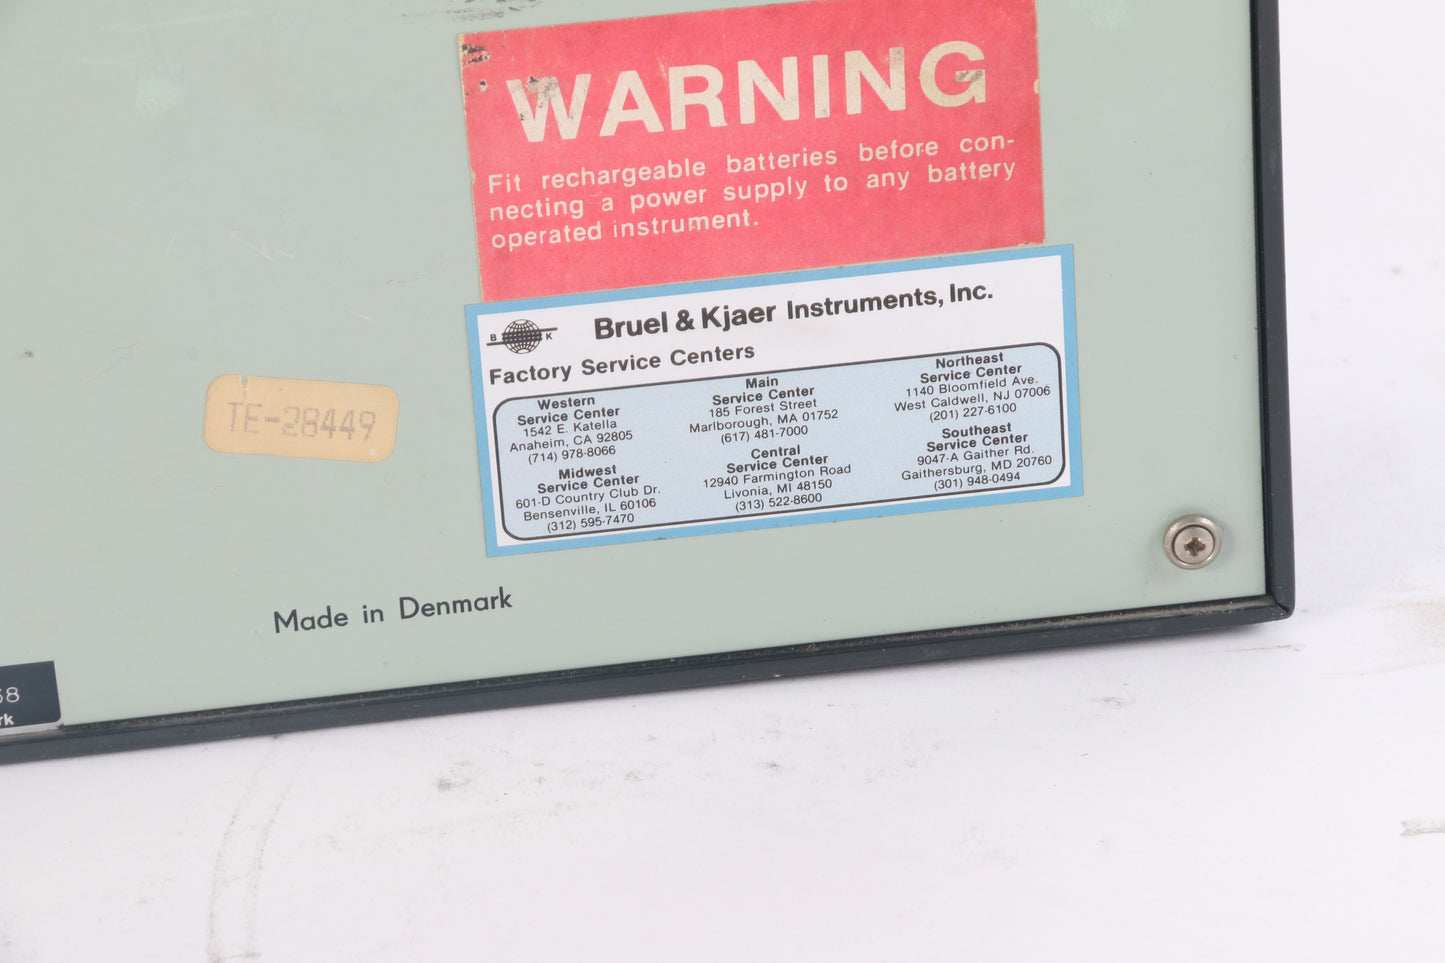 WARNING
Fit rechargeable batteries before con-
necting a power supply to any battery
operated instrument.
B K
Bruel & Kjaer Instruments, Inc.
Factory Service Centers
Western
Service Center
1542 E. Katella
Anaheim, CA 92805
(714) 978-8066
Main
Service Center
185 Forest Street
Marlborough, MA 01752
(617) 481-7000
Northeast
Service Center
1140 Bloomfield Ave.
West Caldwell, NJ 07006
(201) 227-6100
Midwest
Service Center
601-D Country Club Dr.
Bensenville, IL 60106
(312) 595-7470
Central
Service Center
12940 Farmington Road
Livonia, MI 48150
(313) 522-8600
Southeast
Service Center
9047-A Gaither Rd.
Gaithersburg, MD 20760
(301) 948-0494
TE-28449
Made in Denmark